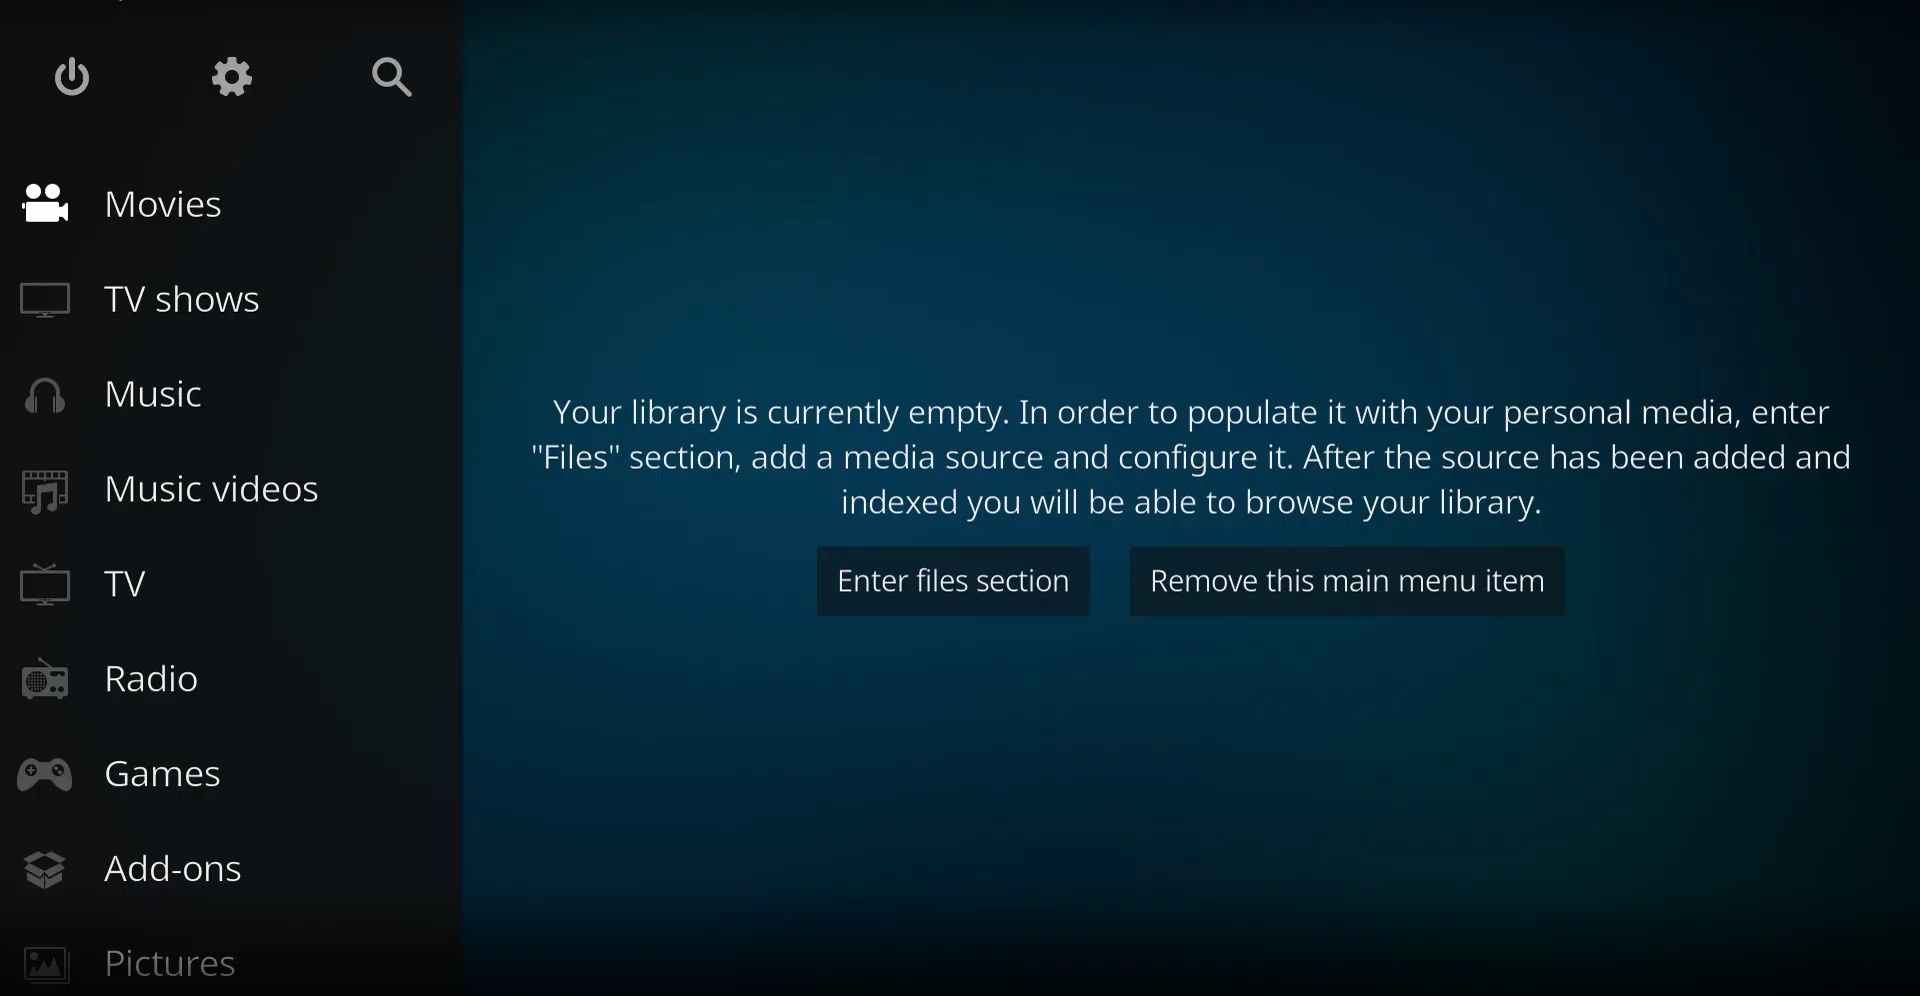 Movies
TV shows
Music
Music videos
TV
Radio
Games
Add-ons
Pictures
Your library is currently empty. In order to populate it with your personal media, enter
"Files" section, add a media source and configure it. After the source has been added and
indexed you will be able to browse your library.
Enter files section
Remove this main menu item